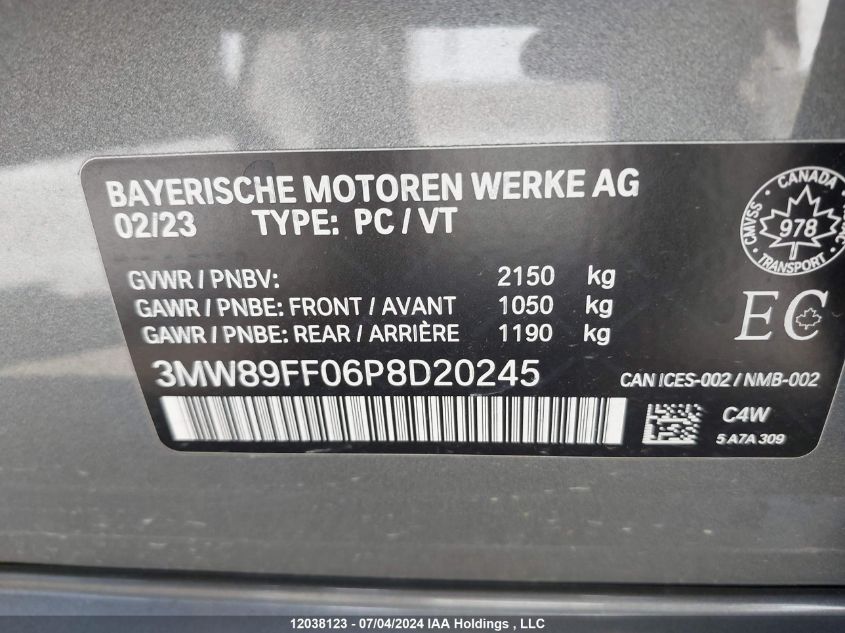 BAYERISCHE MOTOREN WERKE AG
02/23 TYPE: PC / VT
GVWR / PNBV: 2150 kg
GAWR / PNBE: FRONT / AVANT 1050 kg
GAWR / PNBE: REAR / ARRIÈRE 1190 kg
3MW89FF06P8D20245
CANADA
CMVSS
978
TRANSPORT
EC
CAN ICES-002 / NMB-002
C4W
5 A7A 309
12038123 - 07/04/2024 IAA Holdings , LLC